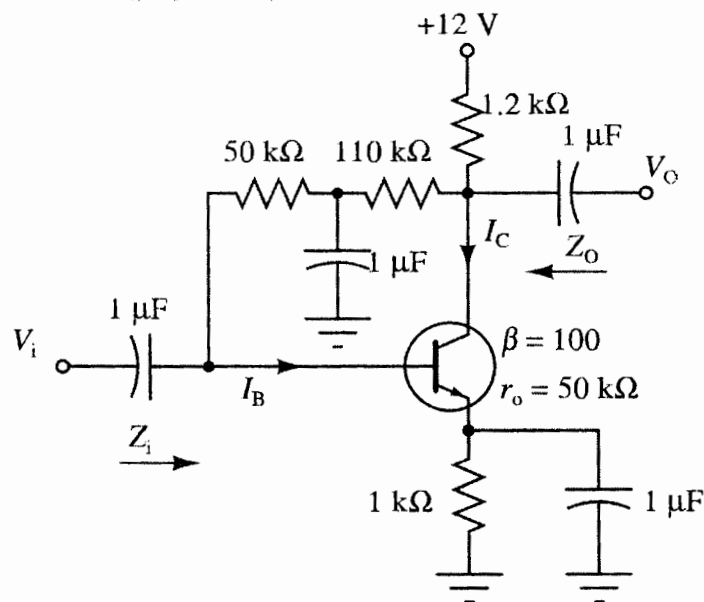 +12 V
1.2 kΩ
50 kΩ 110 kΩ
1 μF
V_O
I_C
Z_O
1 μF
1 μF
V_i
I_B
β = 100
r_o = 50 kΩ
Z_i
1 kΩ
1 μF